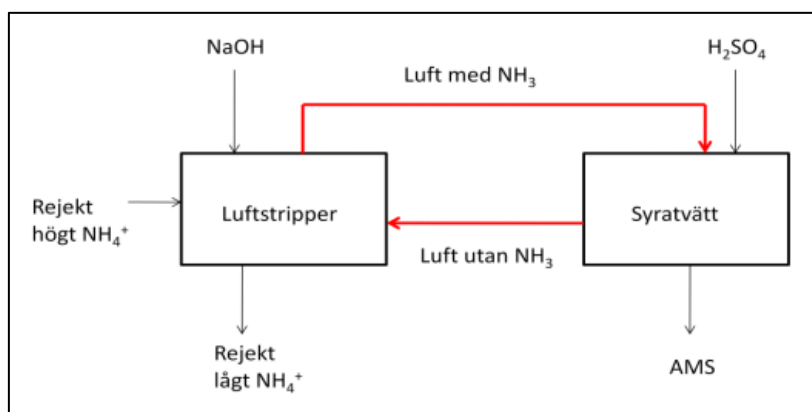 NaOH
H₂SO₄
Luft med NH₃
Rejekt
högt NH₄⁺
Luftstripper
Syratvätt
Luft utan NH₃
Rejekt
lågt NH₄⁺
AMS